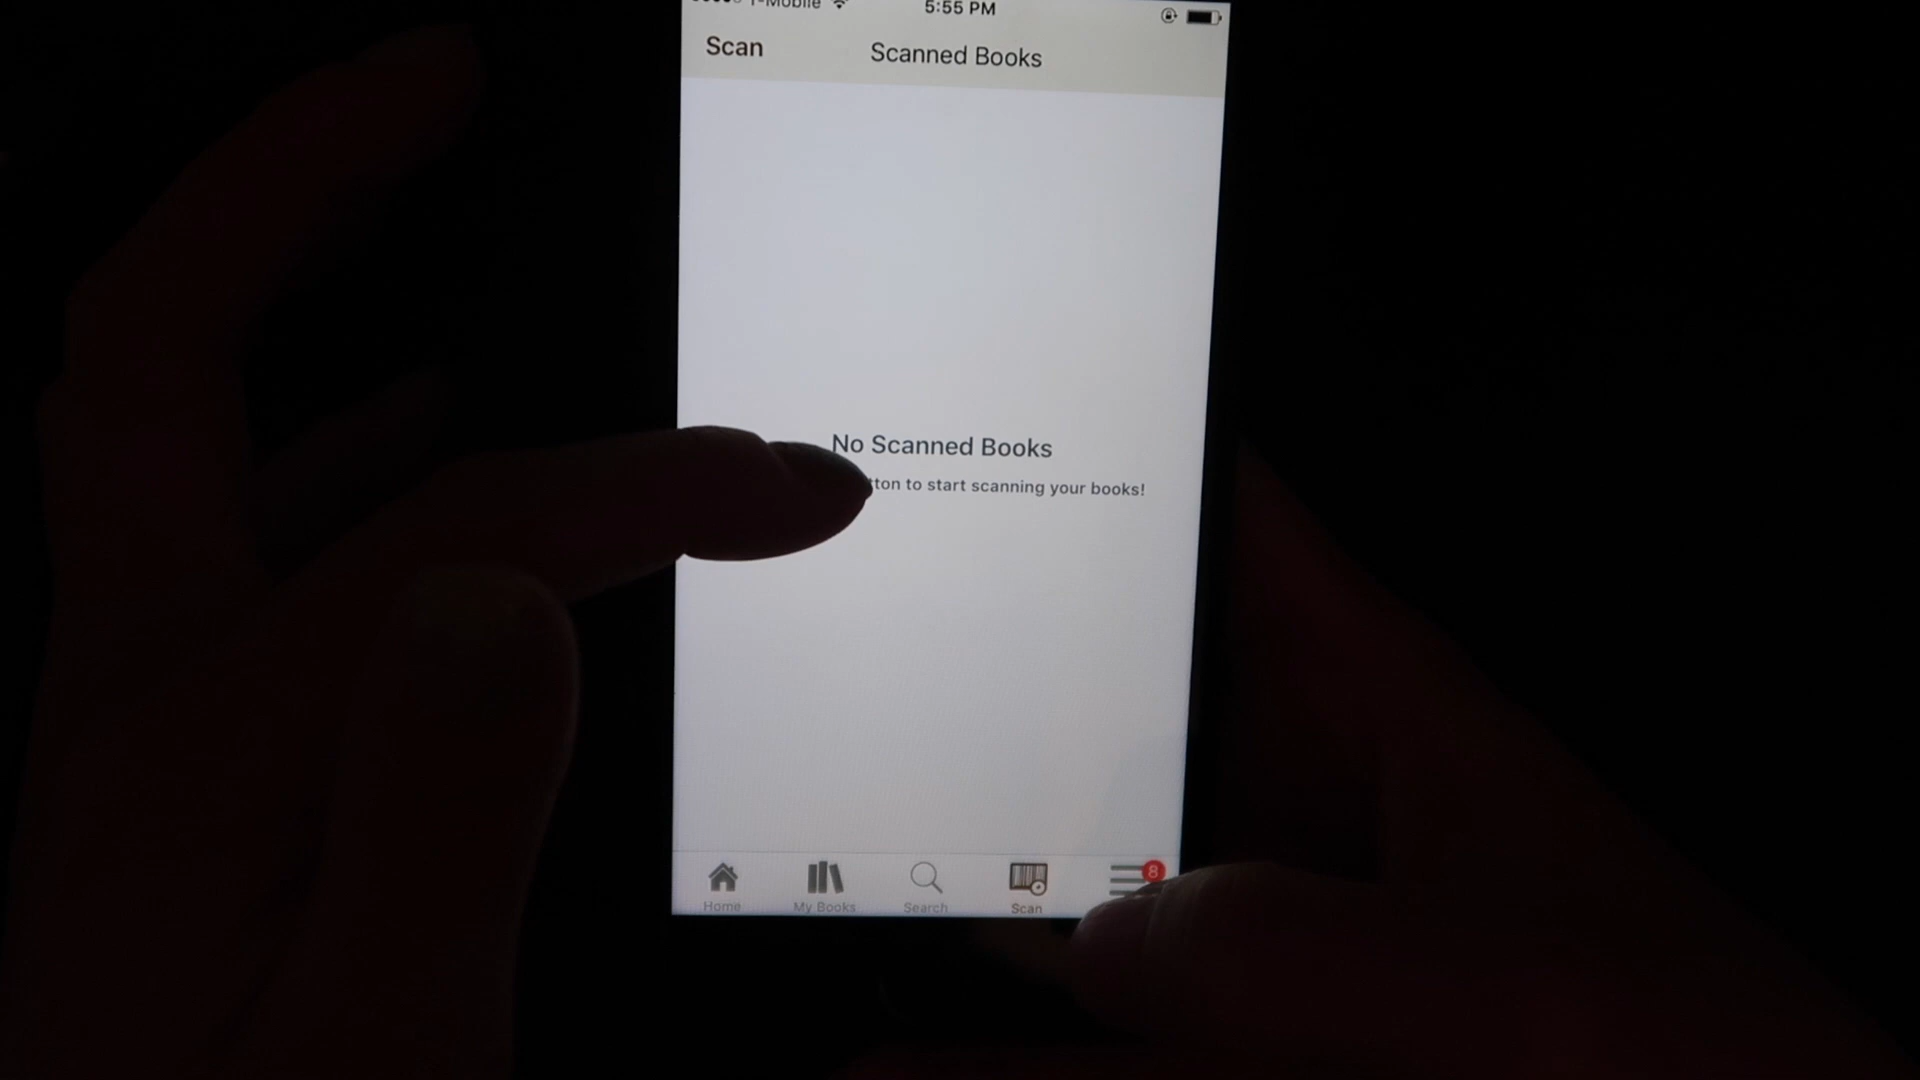 T-Mobile 5:55 PM
Scan Scanned Books
No Scanned Books
to start scanning your books!
Home My Books Search Scan 8